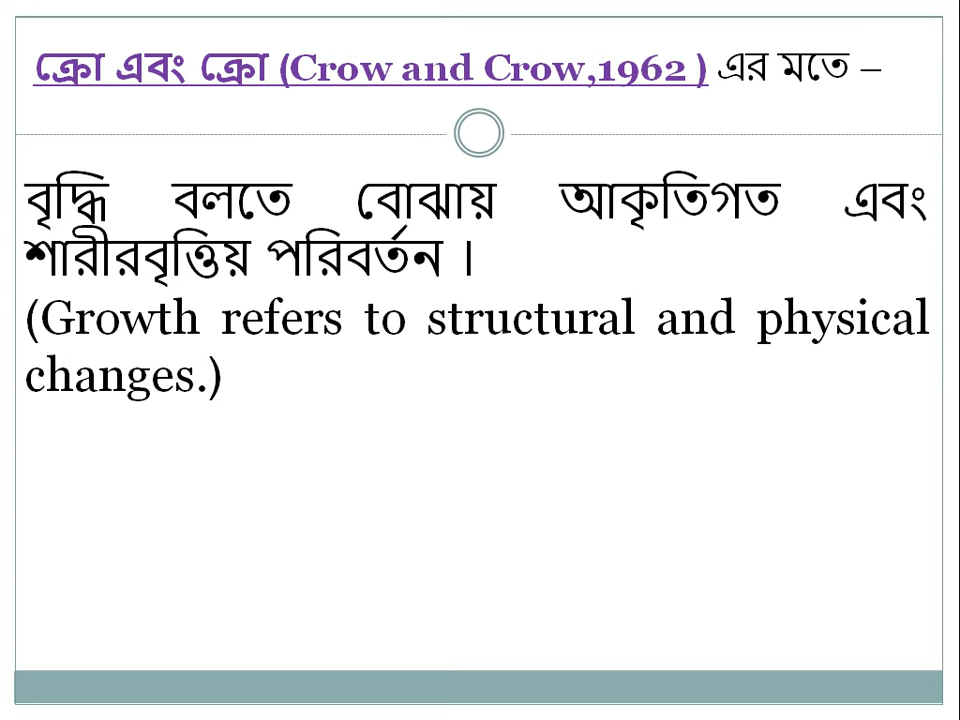 ক্রো এবং ক্রো (Crow and Crow,1962 ) এর মতে –
বৃদ্ধি বলতে বোঝায় আকৃতিগত এবং
শারীরবৃত্তিয় পরিবর্তন ।
(Growth refers to structural and physical
changes.)